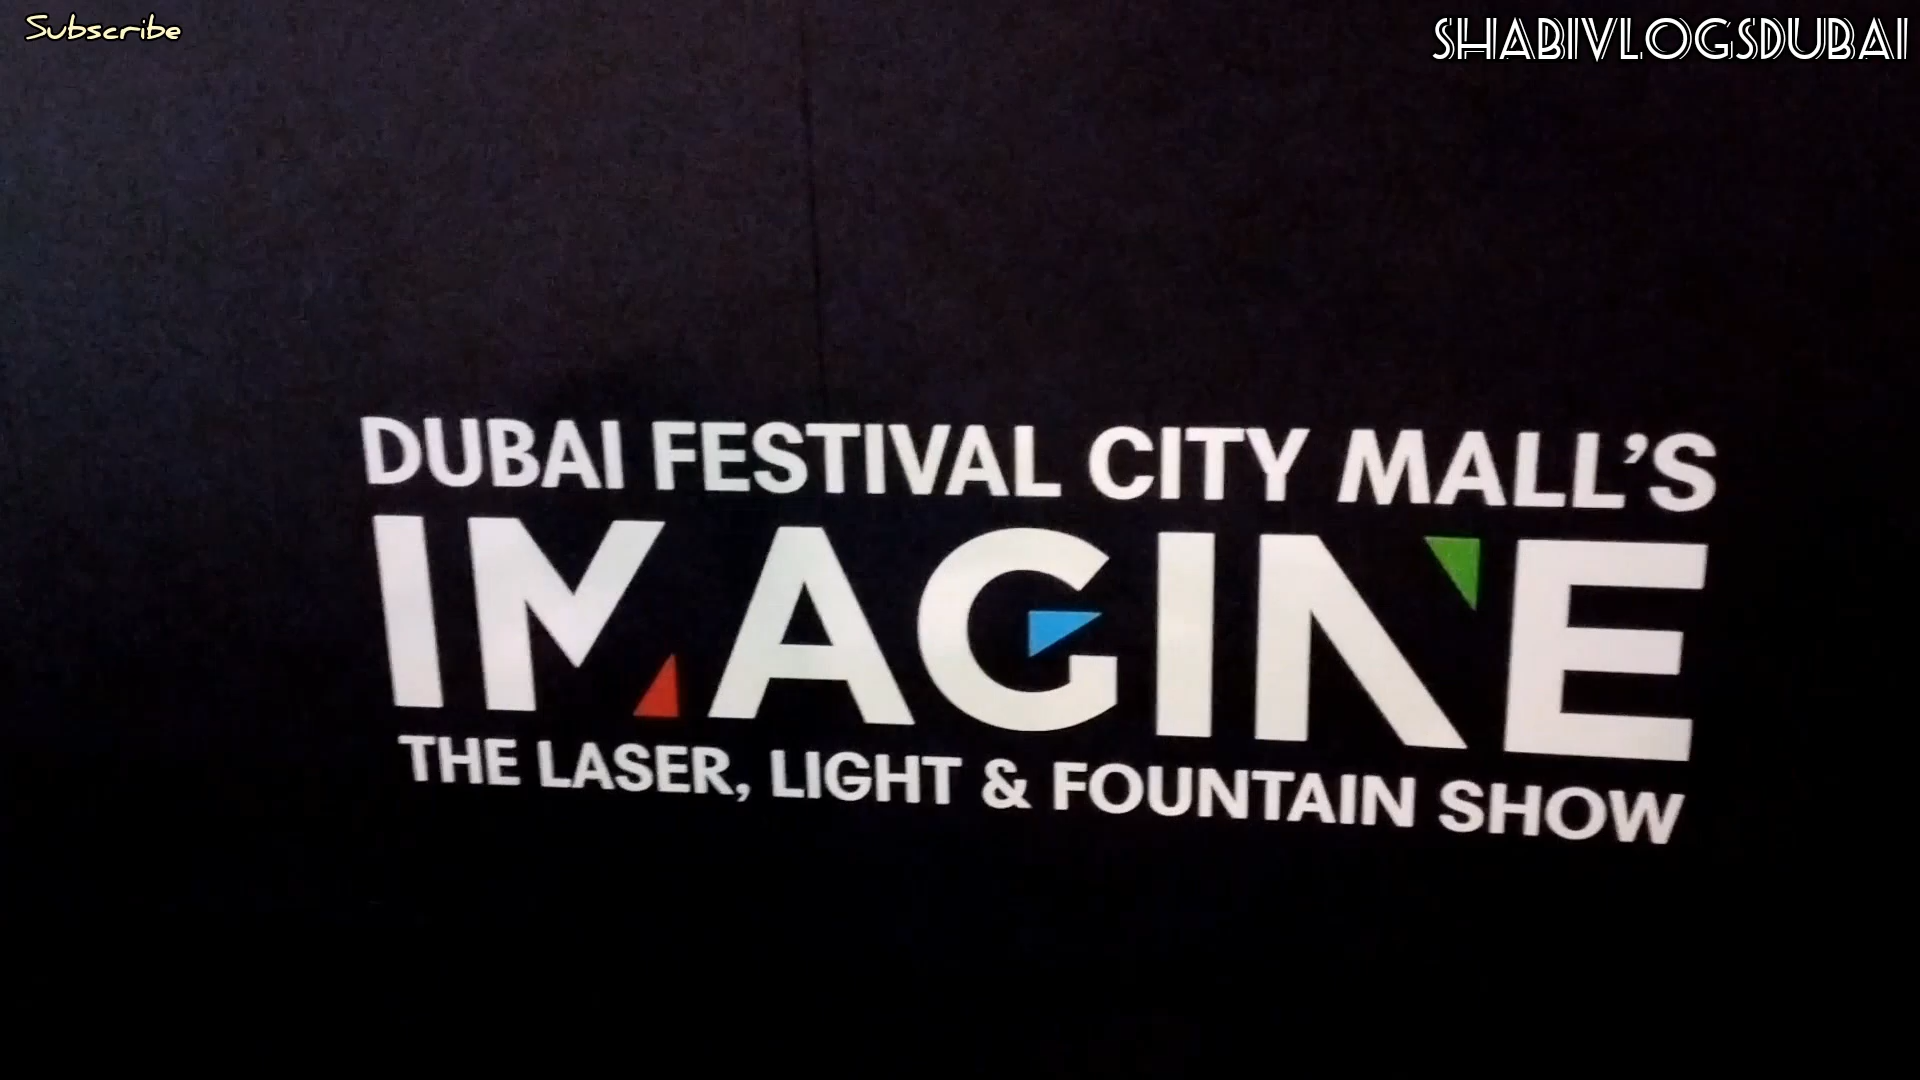 Subscribe
SHABIVLOGSDUBAI
DUBAI FESTIVAL CITY MALL'S
IMAGINE
THE LASER, LIGHT & FOUNTAIN SHOW